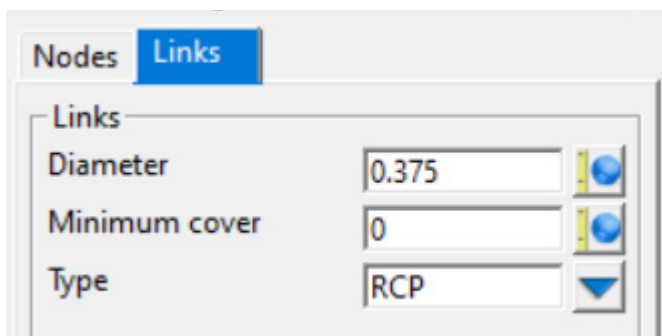 Nodes Links
Links
Diameter 0.375
Minimum cover 0
Type RCP